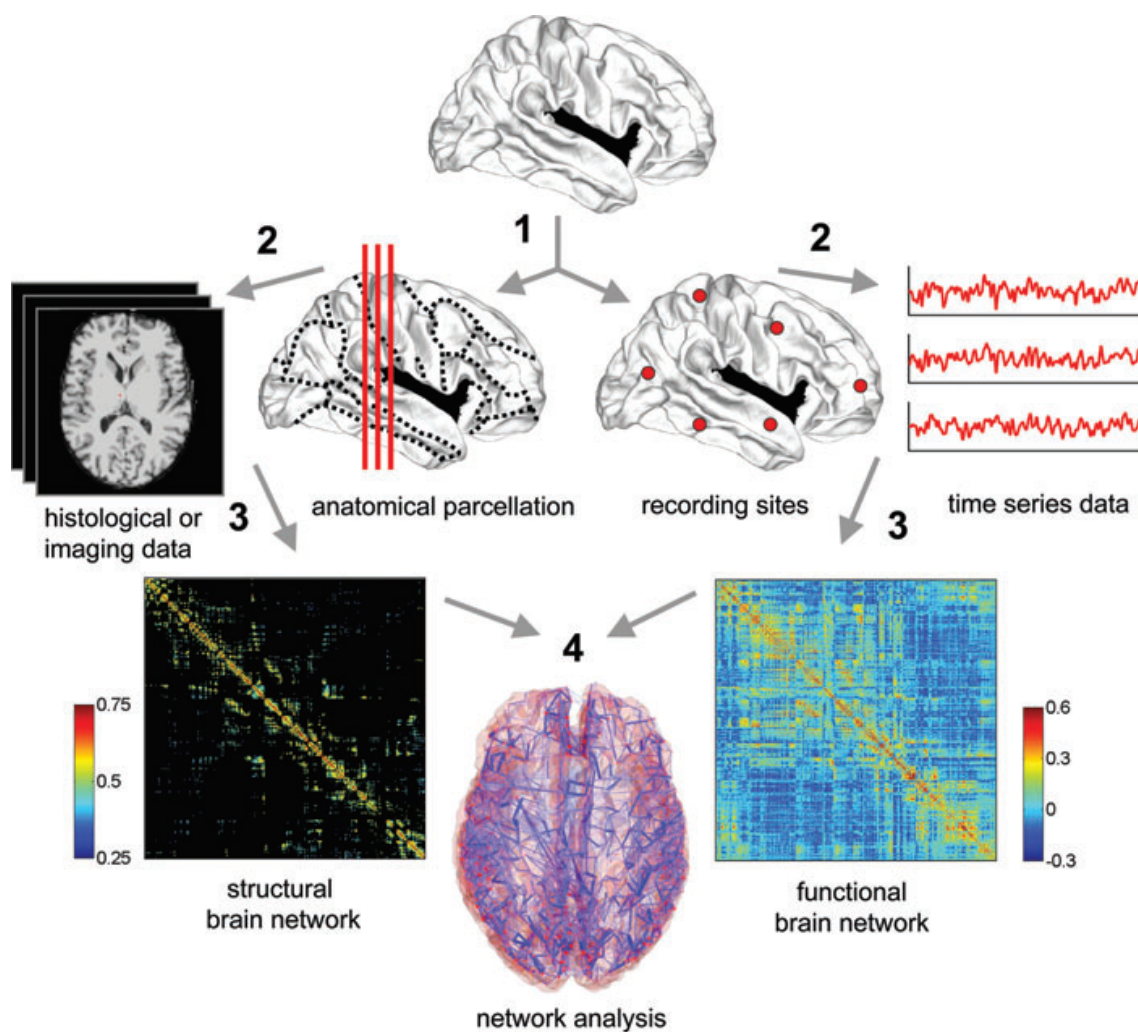 1
2
2
histological or
imaging data
3
anatomical parcellation
recording sites
time series data
3
4
0.75
0.5
0.25
structural
brain network
0.6
0.3
0
-0.3
functional
brain network
network analysis